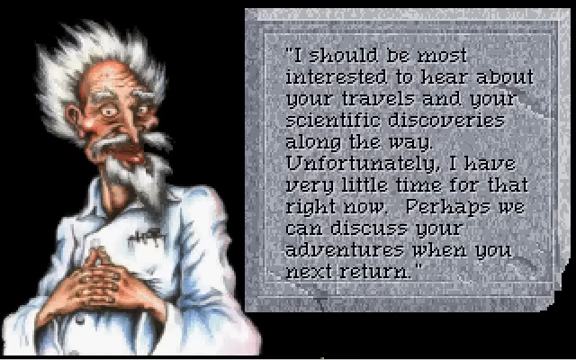 "I should be most
interested to hear about
your travels and your
scientific discoveries
along the way.
Unfortunately, I have
very little time for that
right now.  Perhaps we
can discuss your
adventures when you
next return."